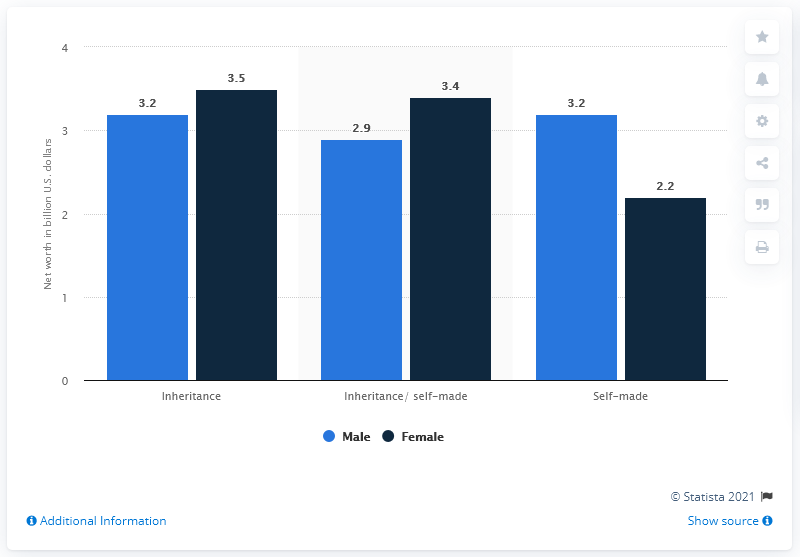 4
3
2
1
0
Net worth in billion U.S. dollars
3.2
3.5
2.9
3.4
3.2
2.2
Inheritance
Inheritance/ self-made
Self-made
Male Female
© Statista 2021
Additional Information
Show source